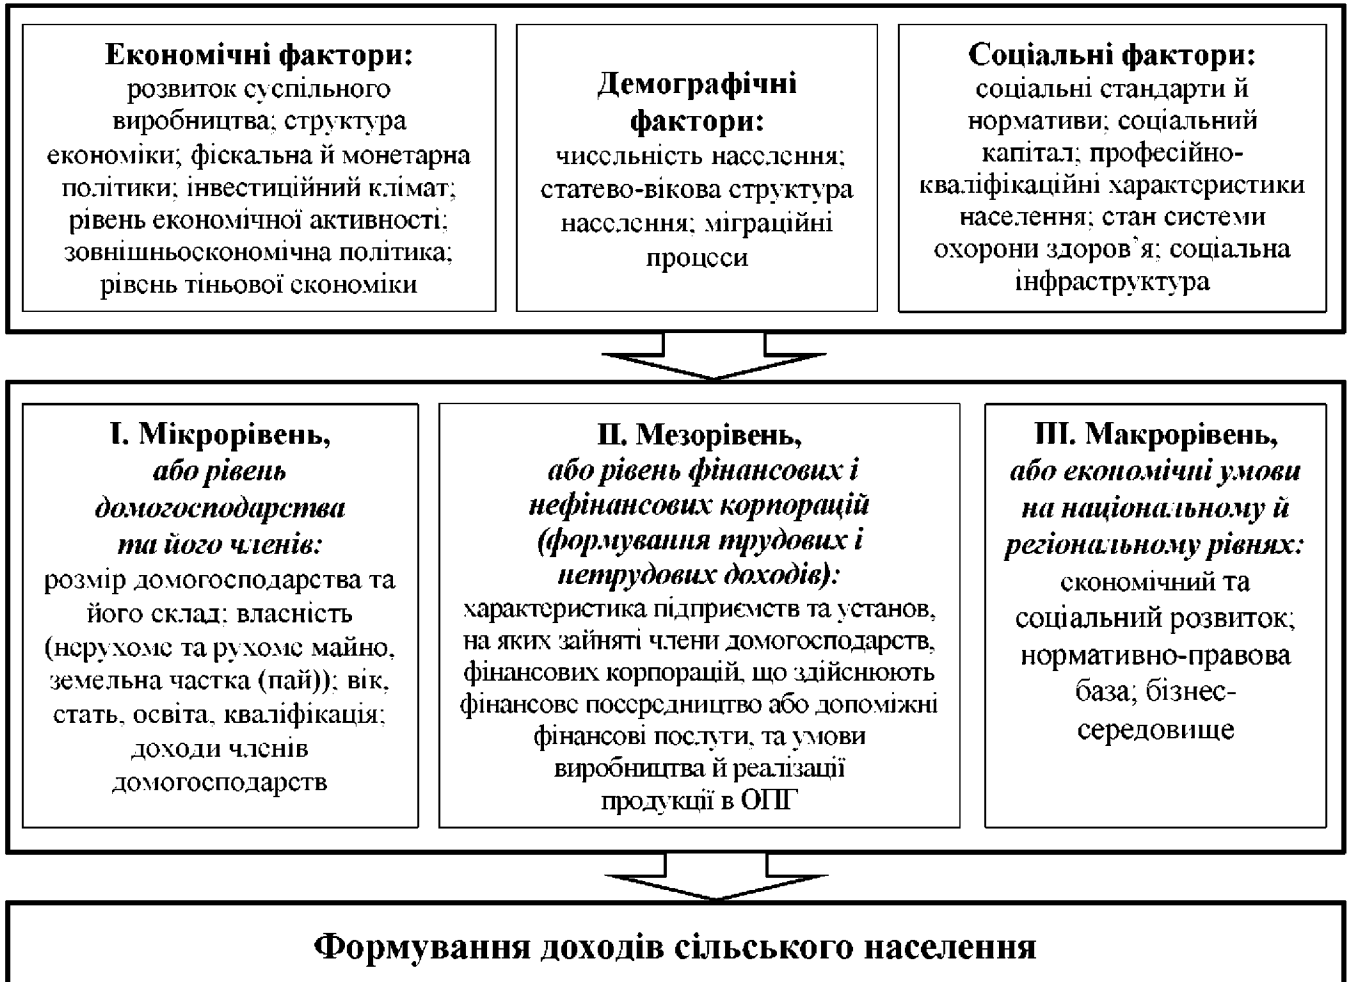 Економічні фактори:
розвиток суспільного
виробництва; структура
економіки; фіскальна й монетарна
політики; інвестиційний клімат;
рівень економічної активності;
зовнішньоекономічна політика;
рівень тіньової економіки
Демографічні
фактори:
чисельність населення;
статево-вікова структура
населення; міграційні
процеси
Соціальні фактори:
соціальні стандарти й
нормативи; соціальний
капітал; професійно-
кваліфікаційні характеристики
населення; стан системи
охорони здоров`я; соціальна
інфраструктура
І. Мікрорівень,
або рівень
домогосподарства
та його членів:
розмір домогосподарства та
його склад; власність
(нерухоме та рухоме майно,
земельна частка (пай)); вік,
стать, освіта, кваліфікація;
доходи членів
домогосподарств
ІІ. Мезорівень,
або рівень фінансових і
нефінансових корпорацій
(формування трудових і
нетрудових доходів):
характеристика підприємств та установ,
на яких зайняті члени домогосподарств,
фінансових корпорацій, що здійснюють
фінансове посередництво або допоміжні
фінансові послуги, та умови
виробництва й реалізації
продукції в ОПГ
ІІІ. Макрорівень,
або економічні умови
на національному й
регіональному рівнях:
економічний та
соціальний розвиток;
нормативно-правова
база; бізнес-
середовище
Формування доходів сільського населення